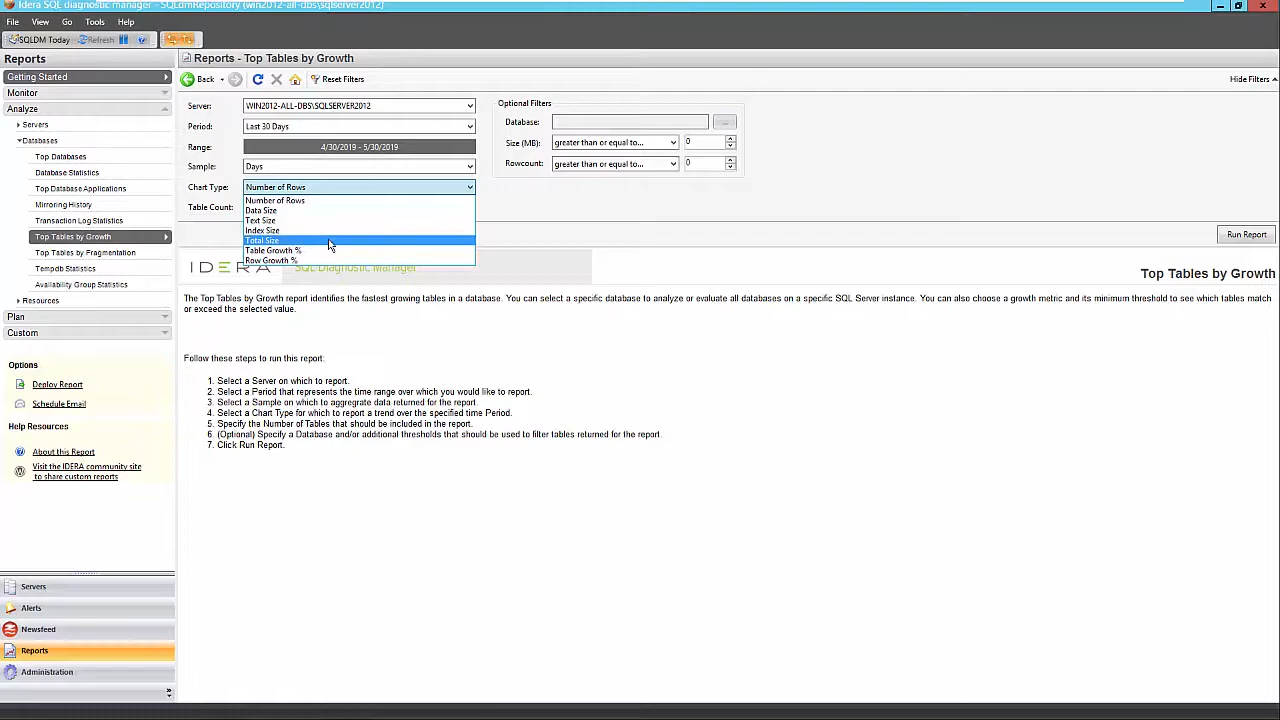 Idera SQL diagnostic manager - SQLdmRepository (win2012-all-dbs\sqlserver2012)
File View Go Tools Help
SQLDM Today Refresh
Reports
Getting Started
Monitor
Analyze
Servers
Databases
Top Databases
Database Statistics
Top Database Applications
Mirroring History
Transaction Log Statistics
Top Tables by Growth
Top Tables by Fragmentation
Tempdb Statistics
Availability Group Statistics
Resources
Plan
Custom
Options
Deploy Report
Schedule Email
Help Resources
About this Report
Visit the IDERA community site
to share custom reports
Servers
Alerts
Newsfeed
Reports
Administration
Reports - Top Tables by Growth
Back Reset Filters Hide Filters
Server: WIN2012-ALL-DBS\SQLSERVER2012
Period: Last 30 Days
Range: 4/30/2019 - 5/30/2019
Sample: Days
Chart Type: Number of Rows
Table Count:
Number of Rows
Data Size
Text Size
Index Size
Total Size
Table Growth %
Row Growth %
Optional Filters
Database: ...
Size (MB): greater than or equal to... 0
Rowcount: greater than or equal to... 0
Run Report
IDERA SQL Diagnostic Manager
Top Tables by Growth
The Top Tables by Growth report identifies the fastest growing tables in a database. You can select a specific database to analyze or evaluate all databases on a specific SQL Server instance. You can also choose a growth metric and its minimum threshold to see which tables match
or exceed the selected value.
Follow these steps to run this report:
1. Select a Server on which to report.
2. Select a Period that represents the time range over which you would like to report.
3. Select a Sample on which to aggregrate data returned for the report.
4. Select a Chart Type for which to report a trend over the specified time Period.
5. Specify the Number of Tables that should be included in the report.
6. (Optional) Specify a Database and/or additional thresholds that should be used to filter tables returned for the report.
7. Click Run Report.